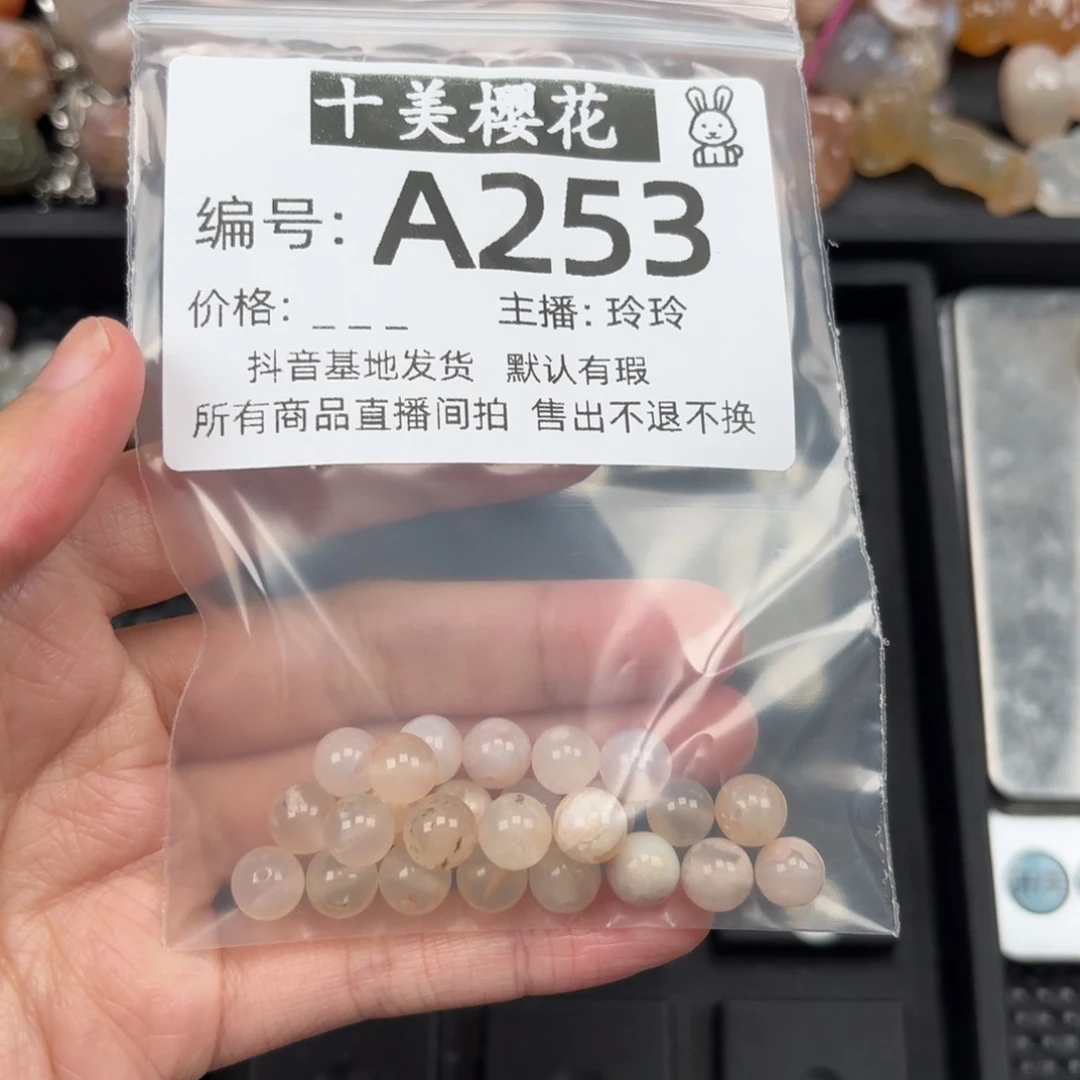 十美樱花
编号: A253
价格: _ _ _ 主播: 玲玲
抖音基地发货 默认有瑕
所有商品直播间拍 售出不退不换